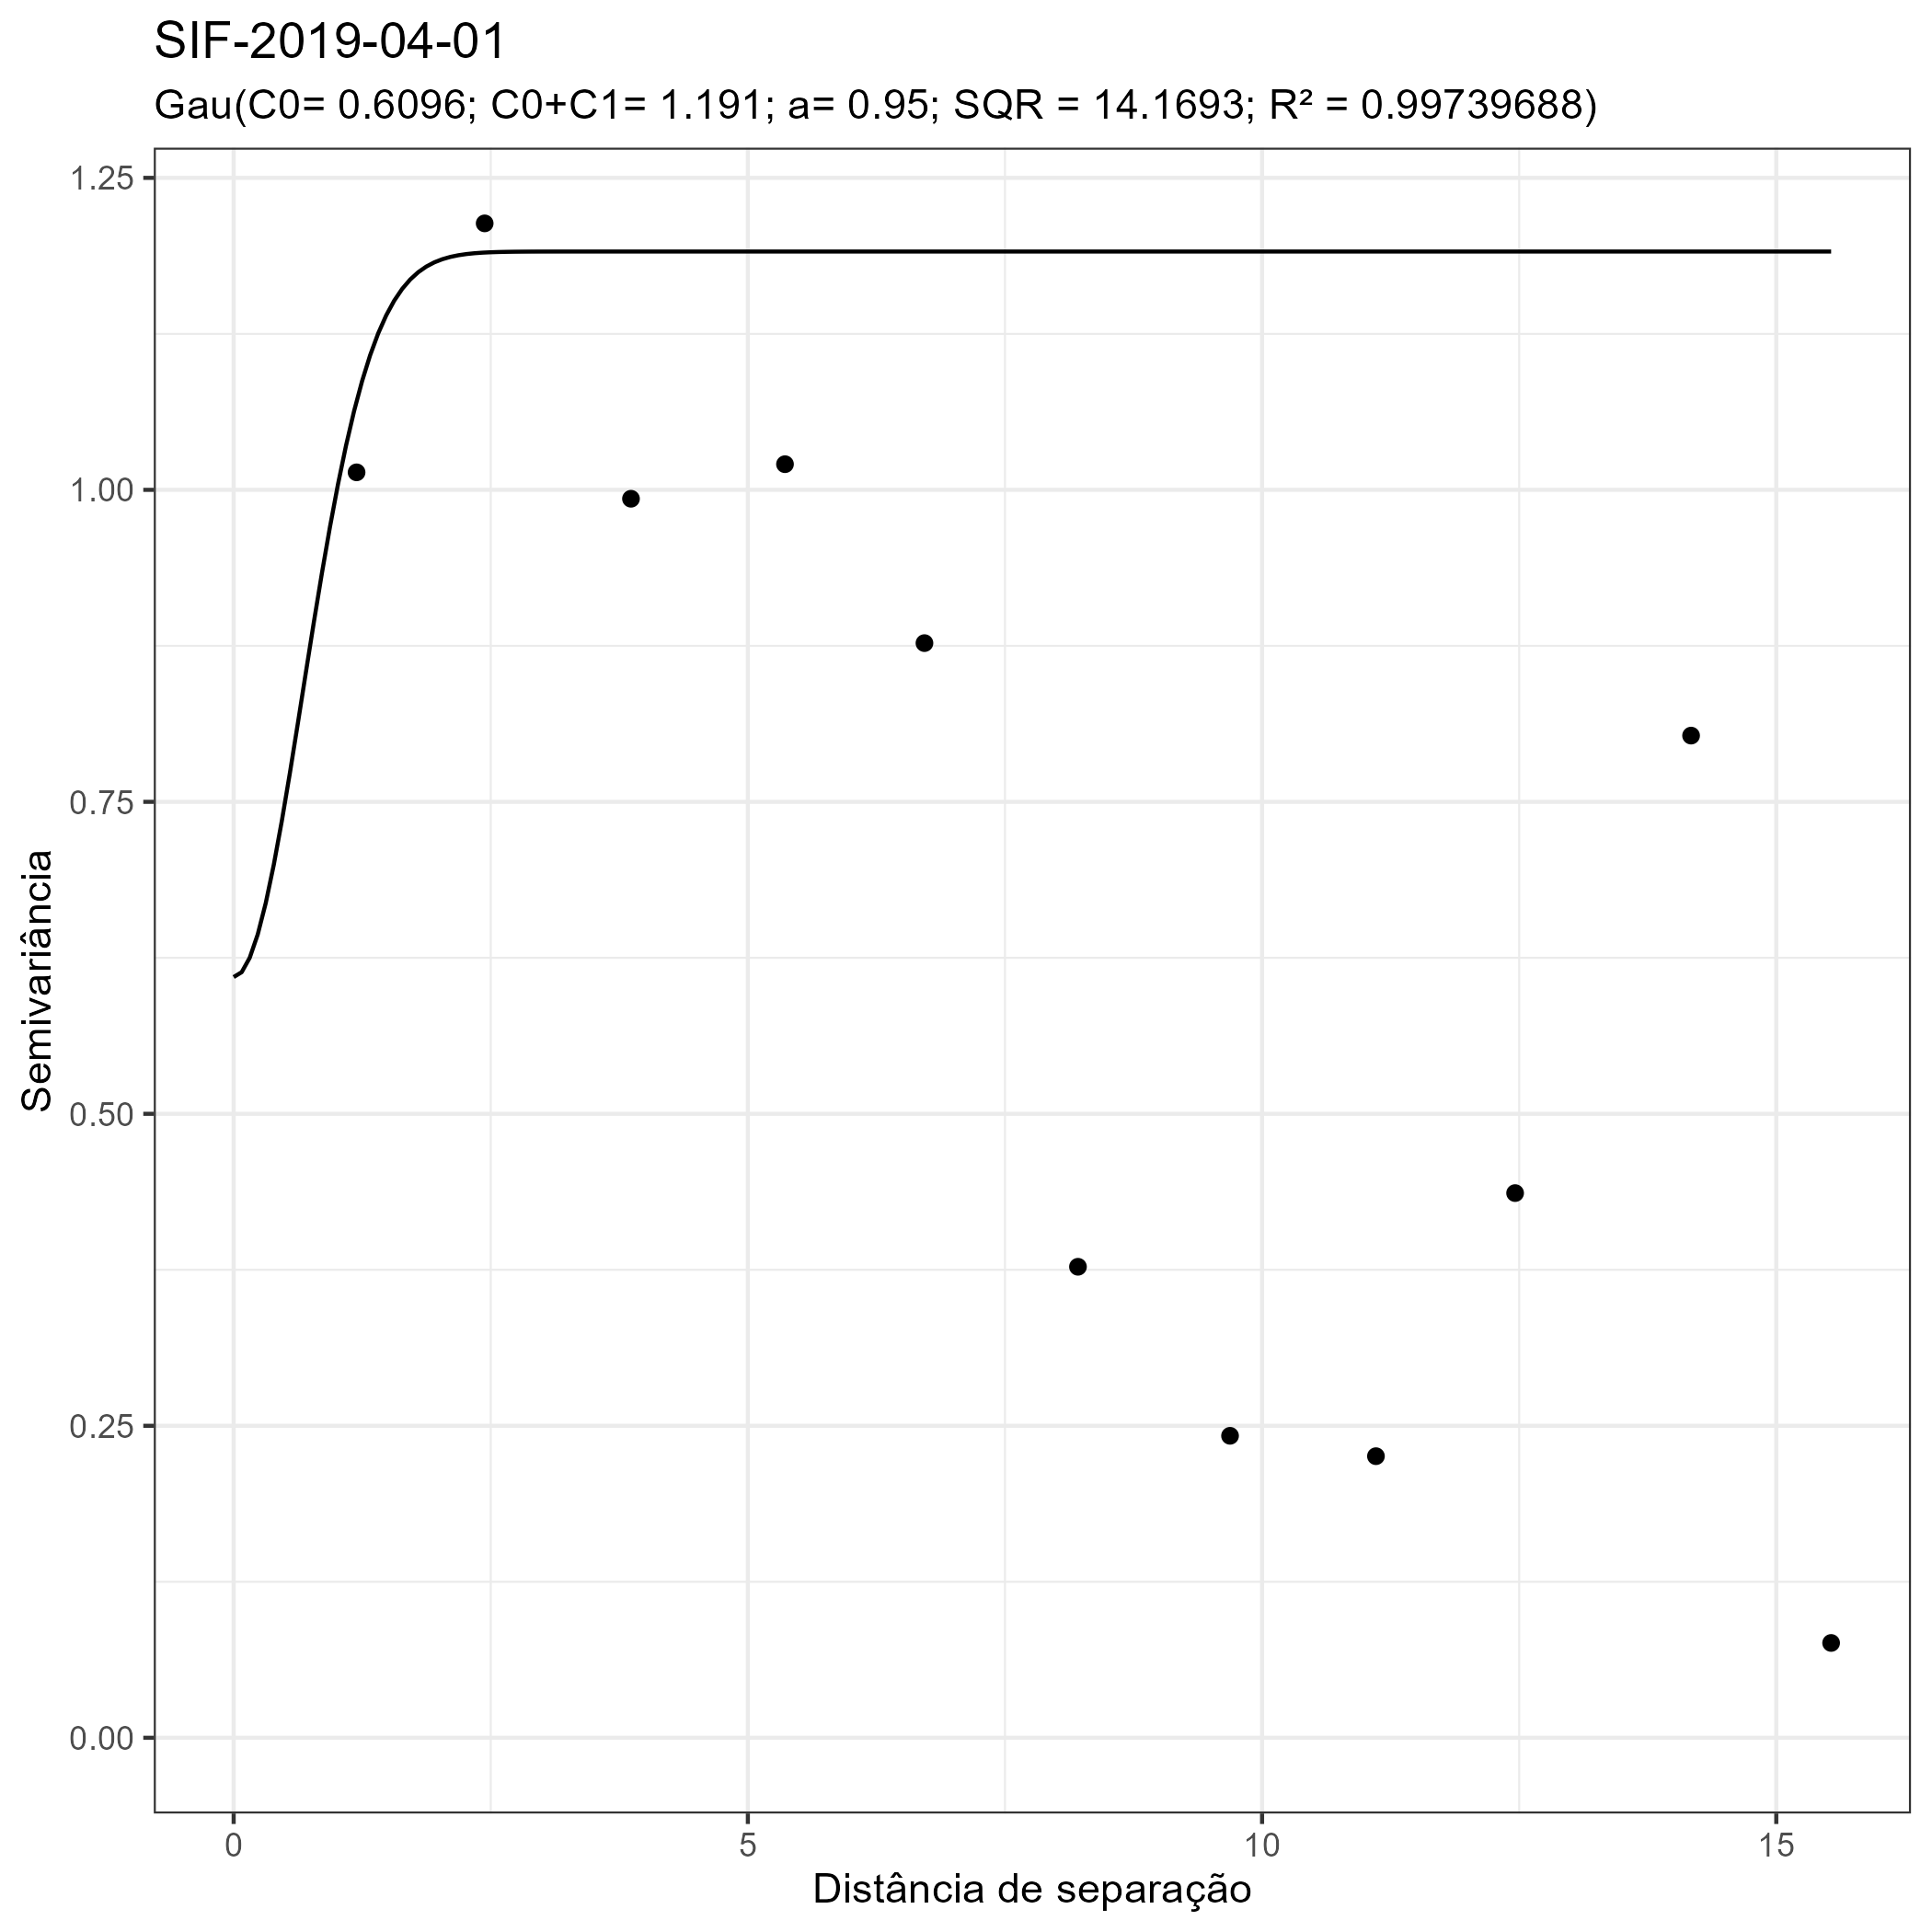 SIF-2019-04-01
Gau(C0= 0.6096; C0+C1= 1.191; a= 0.95; SQR = 14.1693; R² = 0.99739688)
1.25
1.00
0.75
0.50
0.25
0.00
Semivariância
0 5 10 15
Distância de separação